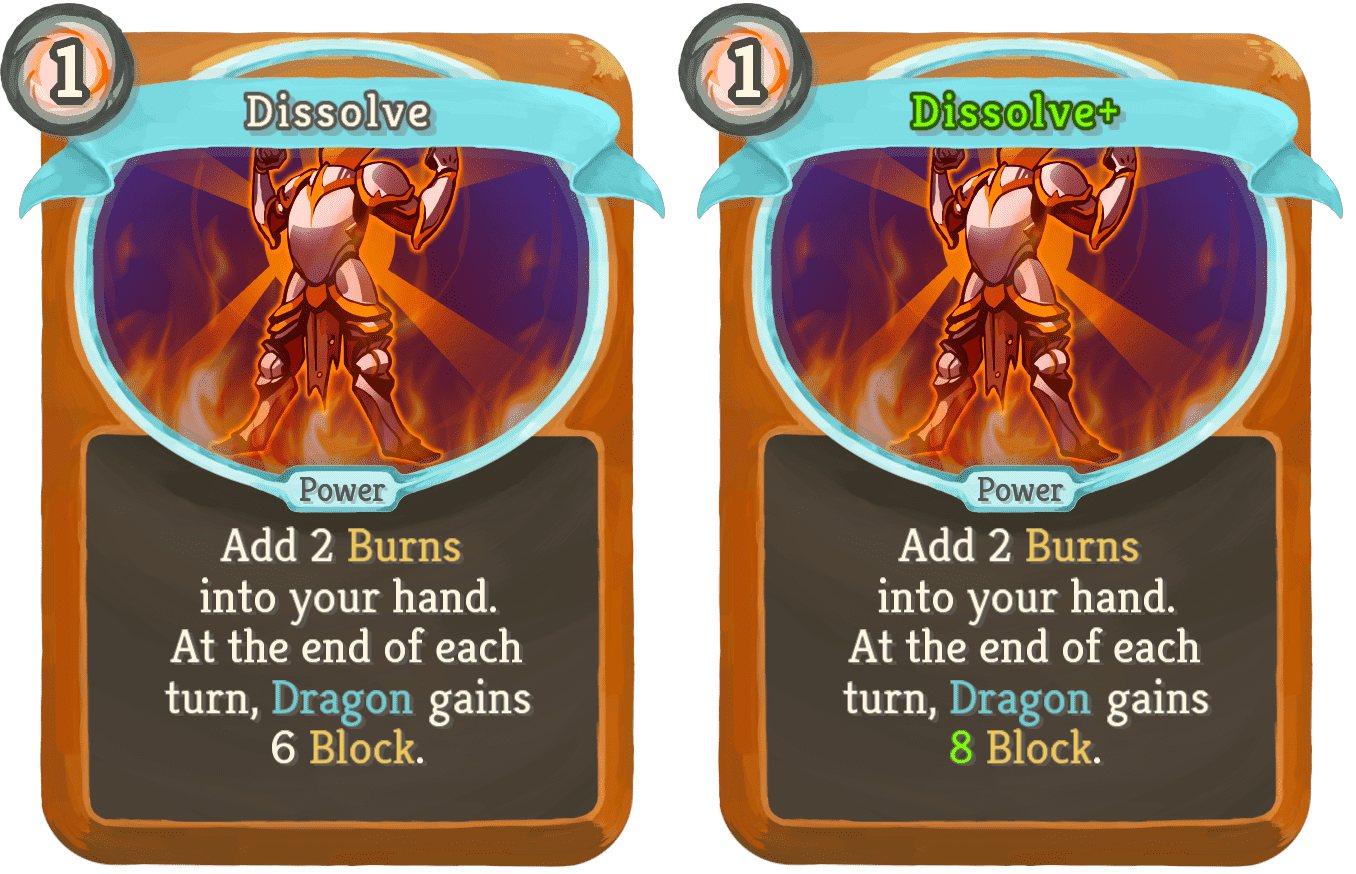 1
Dissolve
Power
Add 2 Burns
into your hand.
At the end of each
turn, Dragon gains
6 Block.
1
Dissolve+
Power
Add 2 Burns
into your hand.
At the end of each
turn, Dragon gains
8 Block.